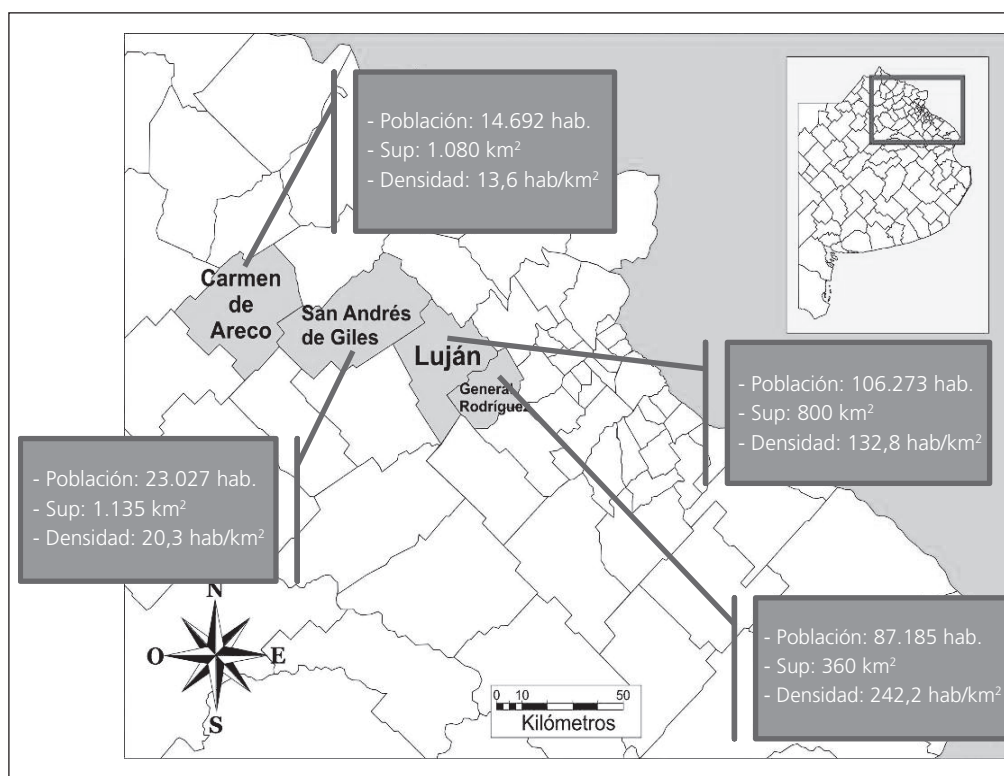 - Población: 14.692 hab.
- Sup: 1.080 km²
- Densidad: 13,6 hab/km²
Carmen
de
Areco
San Andrés
de Giles
Luján
General
Rodríguez
- Población: 106.273 hab.
- Sup: 800 km²
- Densidad: 132,8 hab/km²
- Población: 23.027 hab.
- Sup: 1.135 km²
- Densidad: 20,3 hab/km²
- Población: 87.185 hab.
- Sup: 360 km²
- Densidad: 242,2 hab/km²
N
O E
S
0 10 50
Kilómetros